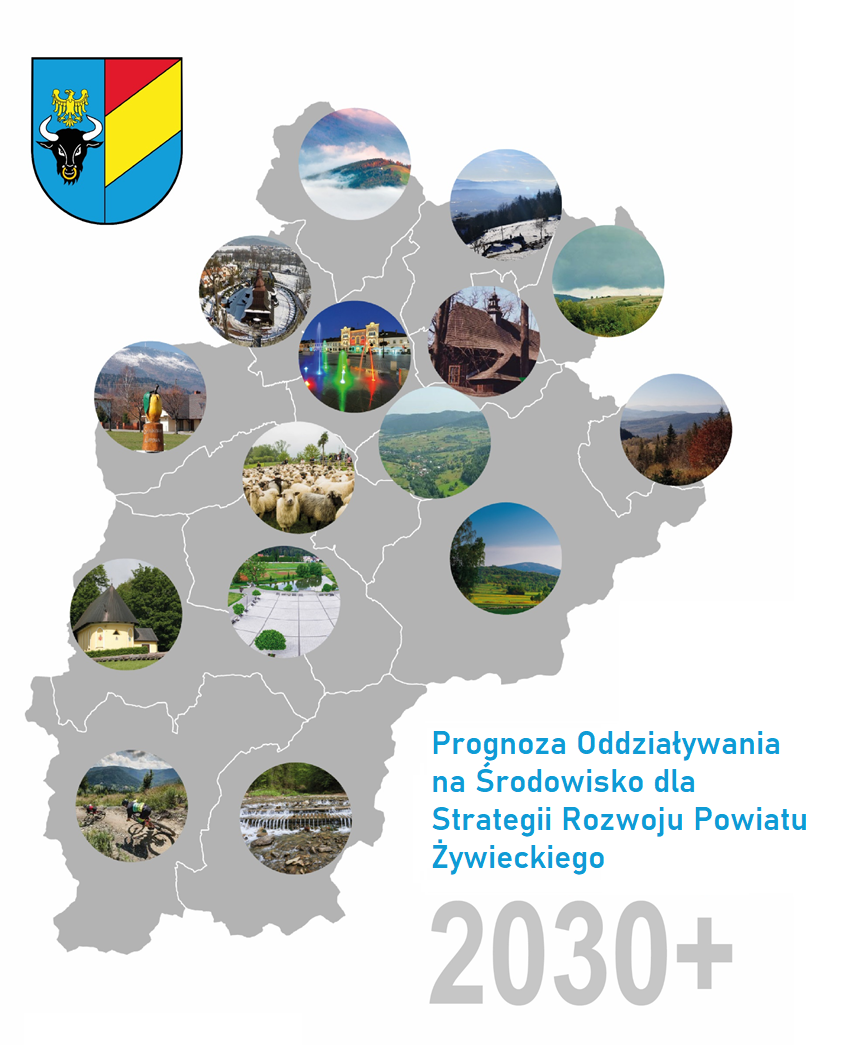 Prognoza Oddziaływania
na Środowisko dla
Strategii Rozwoju Powiatu
Żywieckiego
2030+